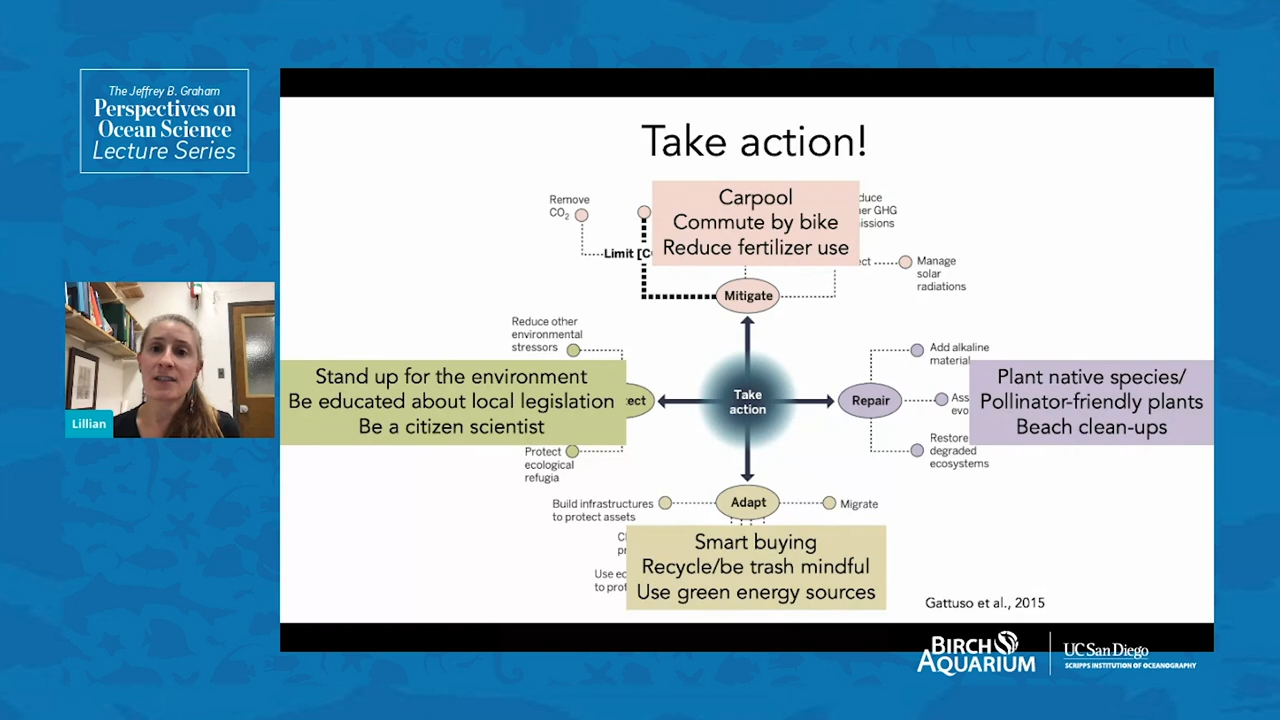 The Jeffrey B. Graham
Perspectives on
Ocean Science
Lecture Series
Lillian
Take action!
Remove
CO2
Limit [C
Carpool
Commute by bike
Reduce fertilizer use
duce
er GHG
issions
ect
Manage
solar
radiations
Mitigate
Reduce other
environmental
stressors
Stand up for the environment
Be educated about local legislation
Be a citizen scientist
ect
Protect
ecological
refugia
Take
action
Repair
Add alkaline
material
Ass
evo
Restore
degraded
ecosystems
Plant native species/
Pollinator-friendly plants
Beach clean-ups
Adapt
Build infrastructures
to protect assets
Migrate
Use ec
to prot
Smart buying
Recycle/be trash mindful
Use green energy sources
Gattuso et al., 2015
BIRCH
AQUARIUM
UC San Diego
SCRIPPS INSTITUTION OF OCEANOGRAPHY